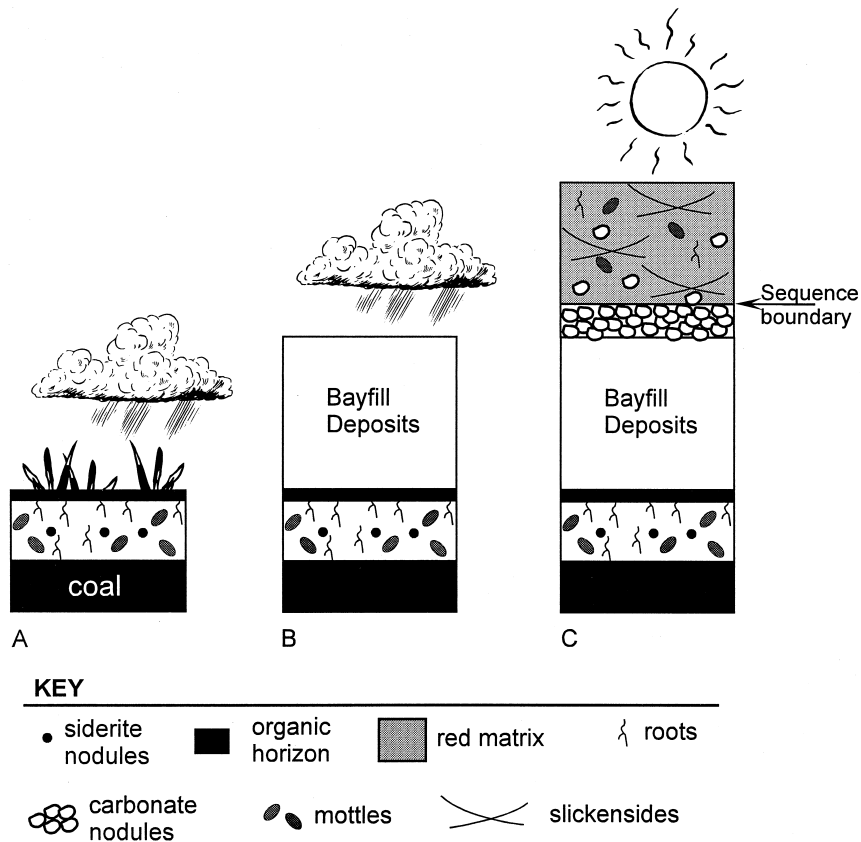 Sequence
boundary
Bayfill
Deposits
Bayfill
Deposits
coal
A
B
C
KEY
siderite
nodules
organic
horizon
red matrix
roots
carbonate
nodules
mottles
slickensides